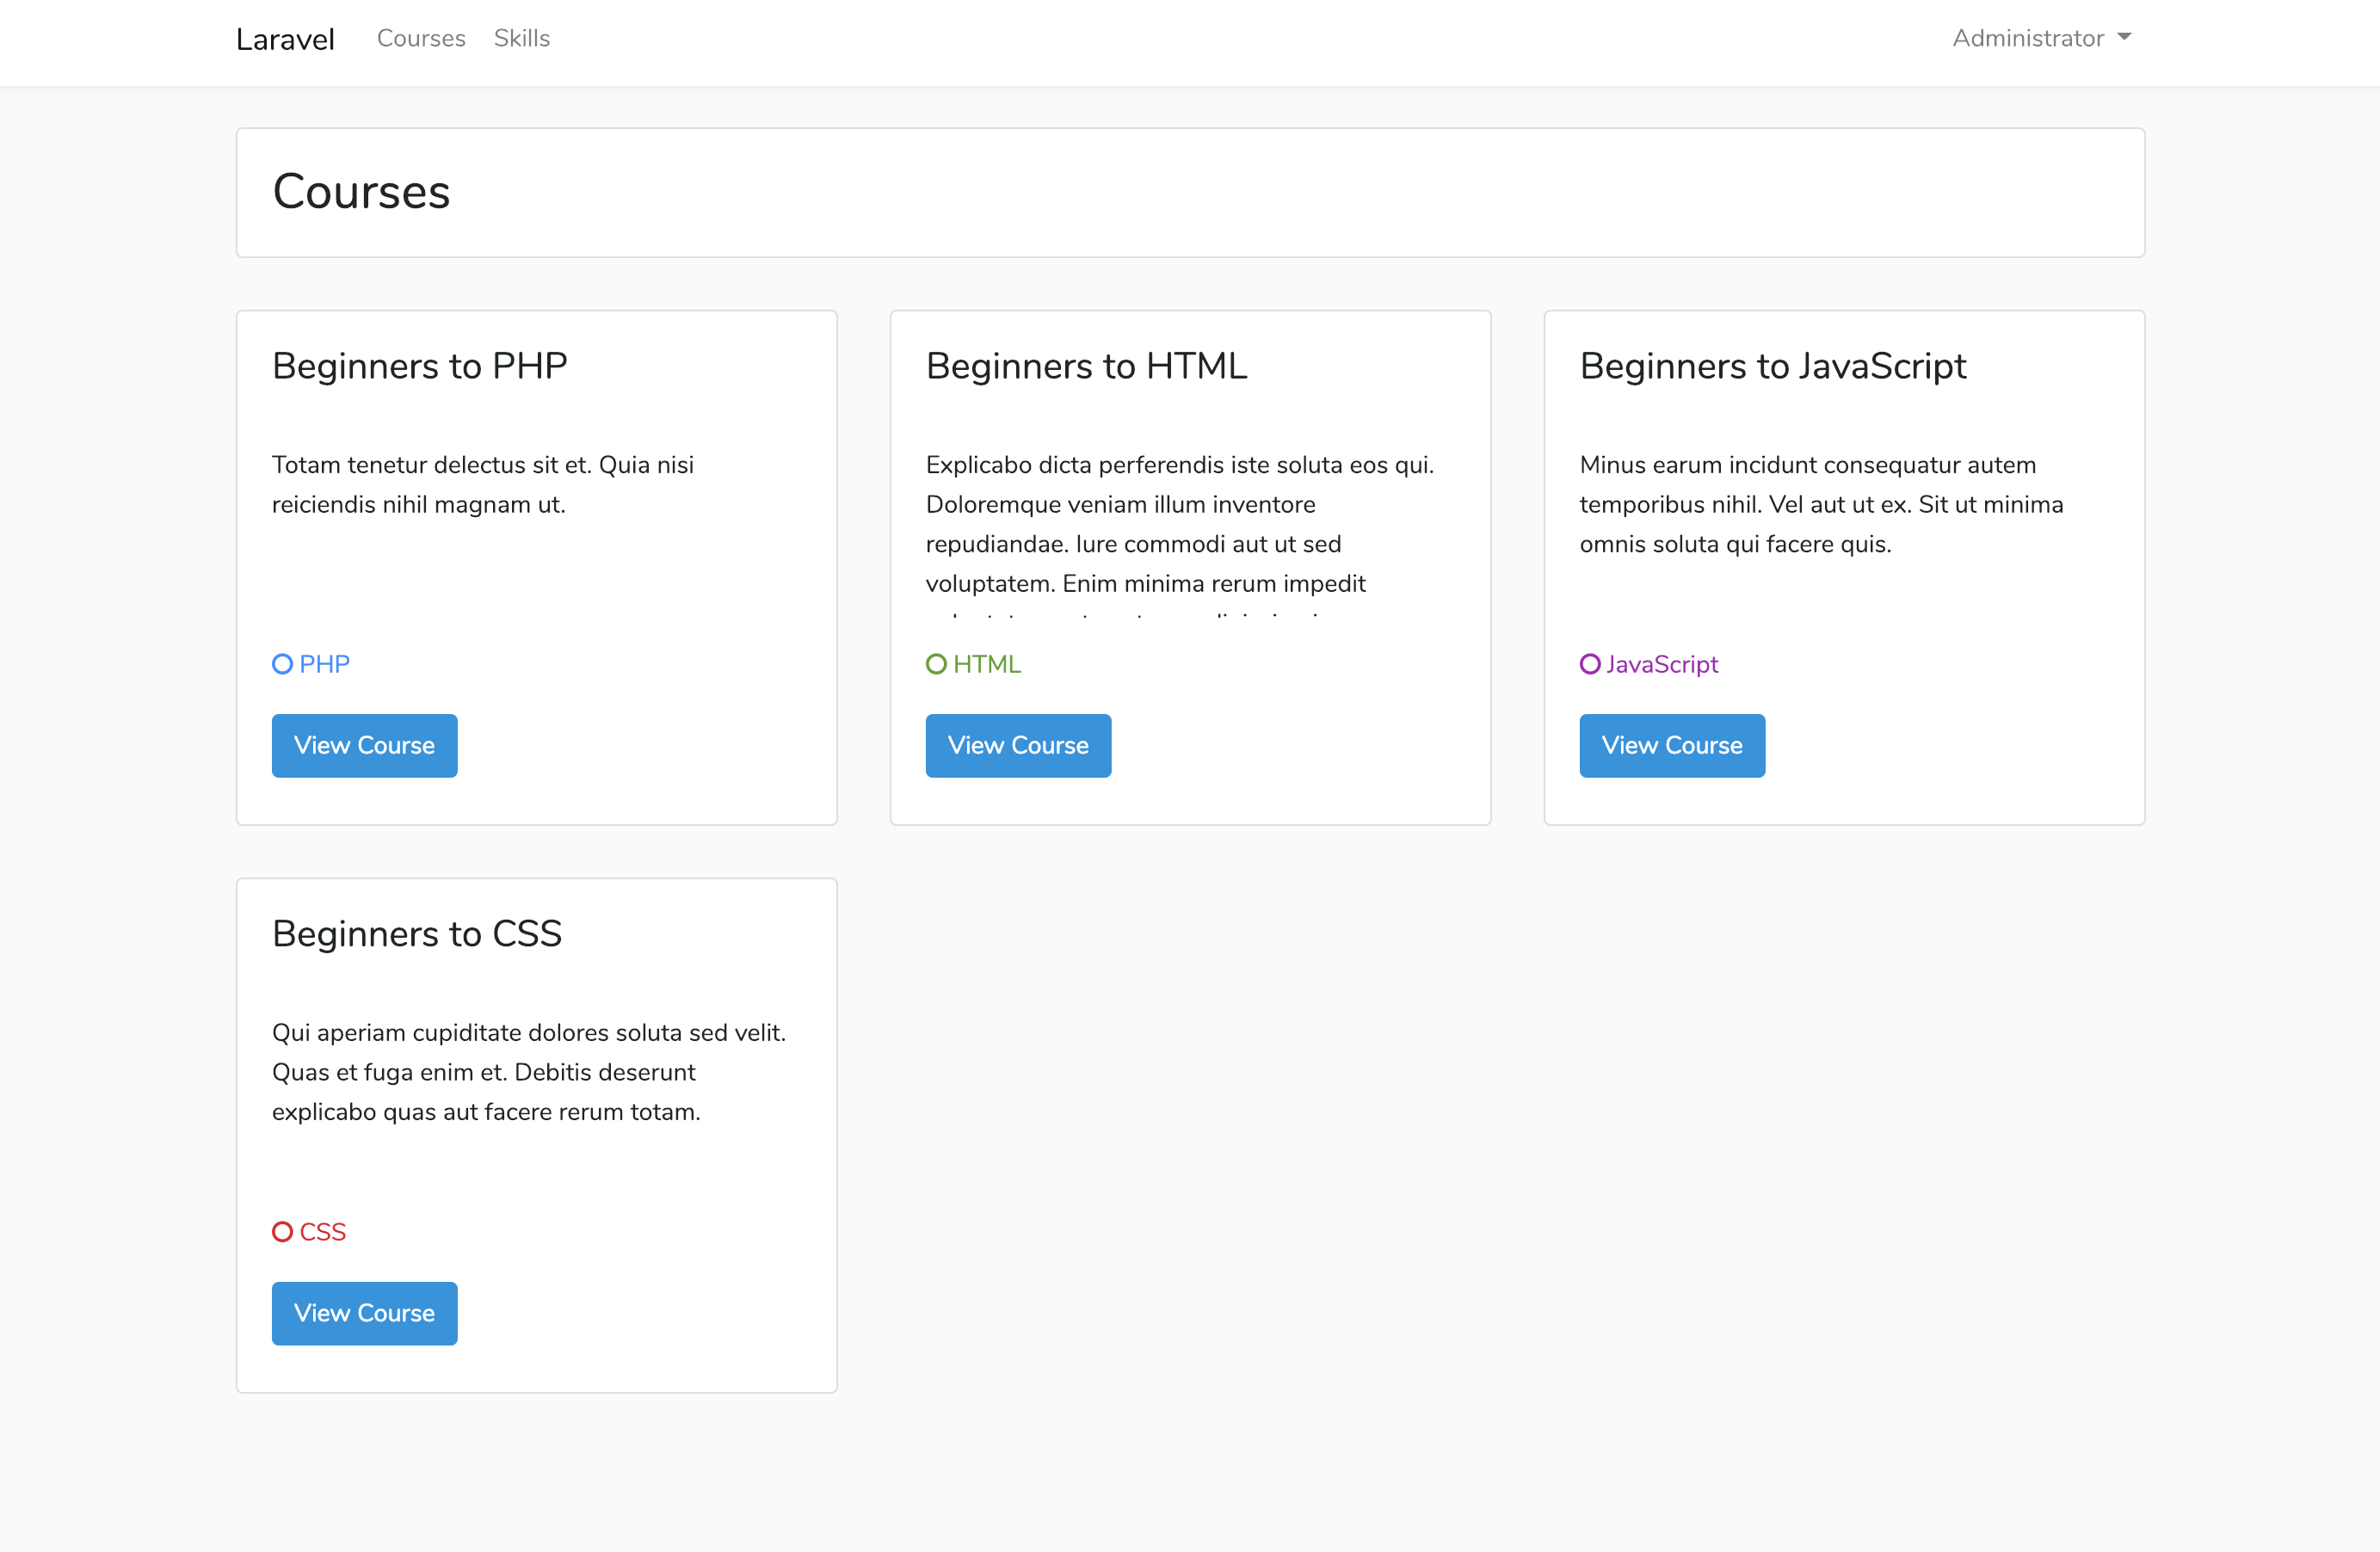 Laravel Courses Skills Administrator
Courses
Beginners to PHP
Totam tenetur delectus sit et. Quia nisi
reiciendis nihil magnam ut.
PHP
View Course
Beginners to HTML
Explicabo dicta perferendis iste soluta eos qui.
Doloremque veniam illum inventore
repudiandae. Iure commodi aut ut sed
voluptatem. Enim minima rerum impedit
HTML
View Course
Beginners to JavaScript
Minus earum incidunt consequatur autem
temporibus nihil. Vel aut ut ex. Sit ut minima
omnis soluta qui facere quis.
JavaScript
View Course
Beginners to CSS
Qui aperiam cupiditate dolores soluta sed velit.
Quas et fuga enim et. Debitis deserunt
explicabo quas aut facere rerum totam.
CSS
View Course